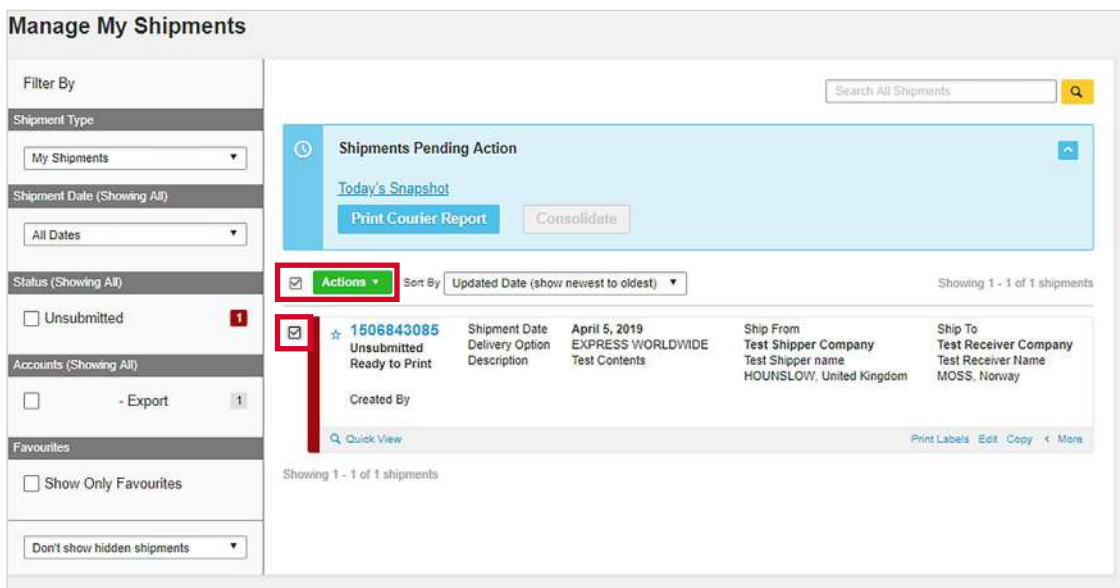 Manage My Shipments
Filter By
Shipment Type
My Shipments
Shipment Date (Showing All)
All Dates
Status (Showing All)
Unsubmitted 1
Accounts (Showing All)
- Export 1
Favourites
Show Only Favourites
Don't show hidden shipments
Search All Shipments
Shipments Pending Action
Today's Snapshot
Print Courier Report Consolidate
Actions Sort By Updated Date (show newest to oldest) Showing 1 - 1 of 1 shipments
1506843085
Unsubmitted
Ready to Print
Created By
Shipment Date April 5, 2019
Delivery Option EXPRESS WORLDWIDE
Description Test Contents
Ship From
Test Shipper Company
Test Shipper name
HOUNSLOW, United Kingdom
Ship To
Test Receiver Company
Test Receiver Name
MOSS, Norway
Quick View Print Labels Edit Copy < More
Showing 1 - 1 of 1 shipments